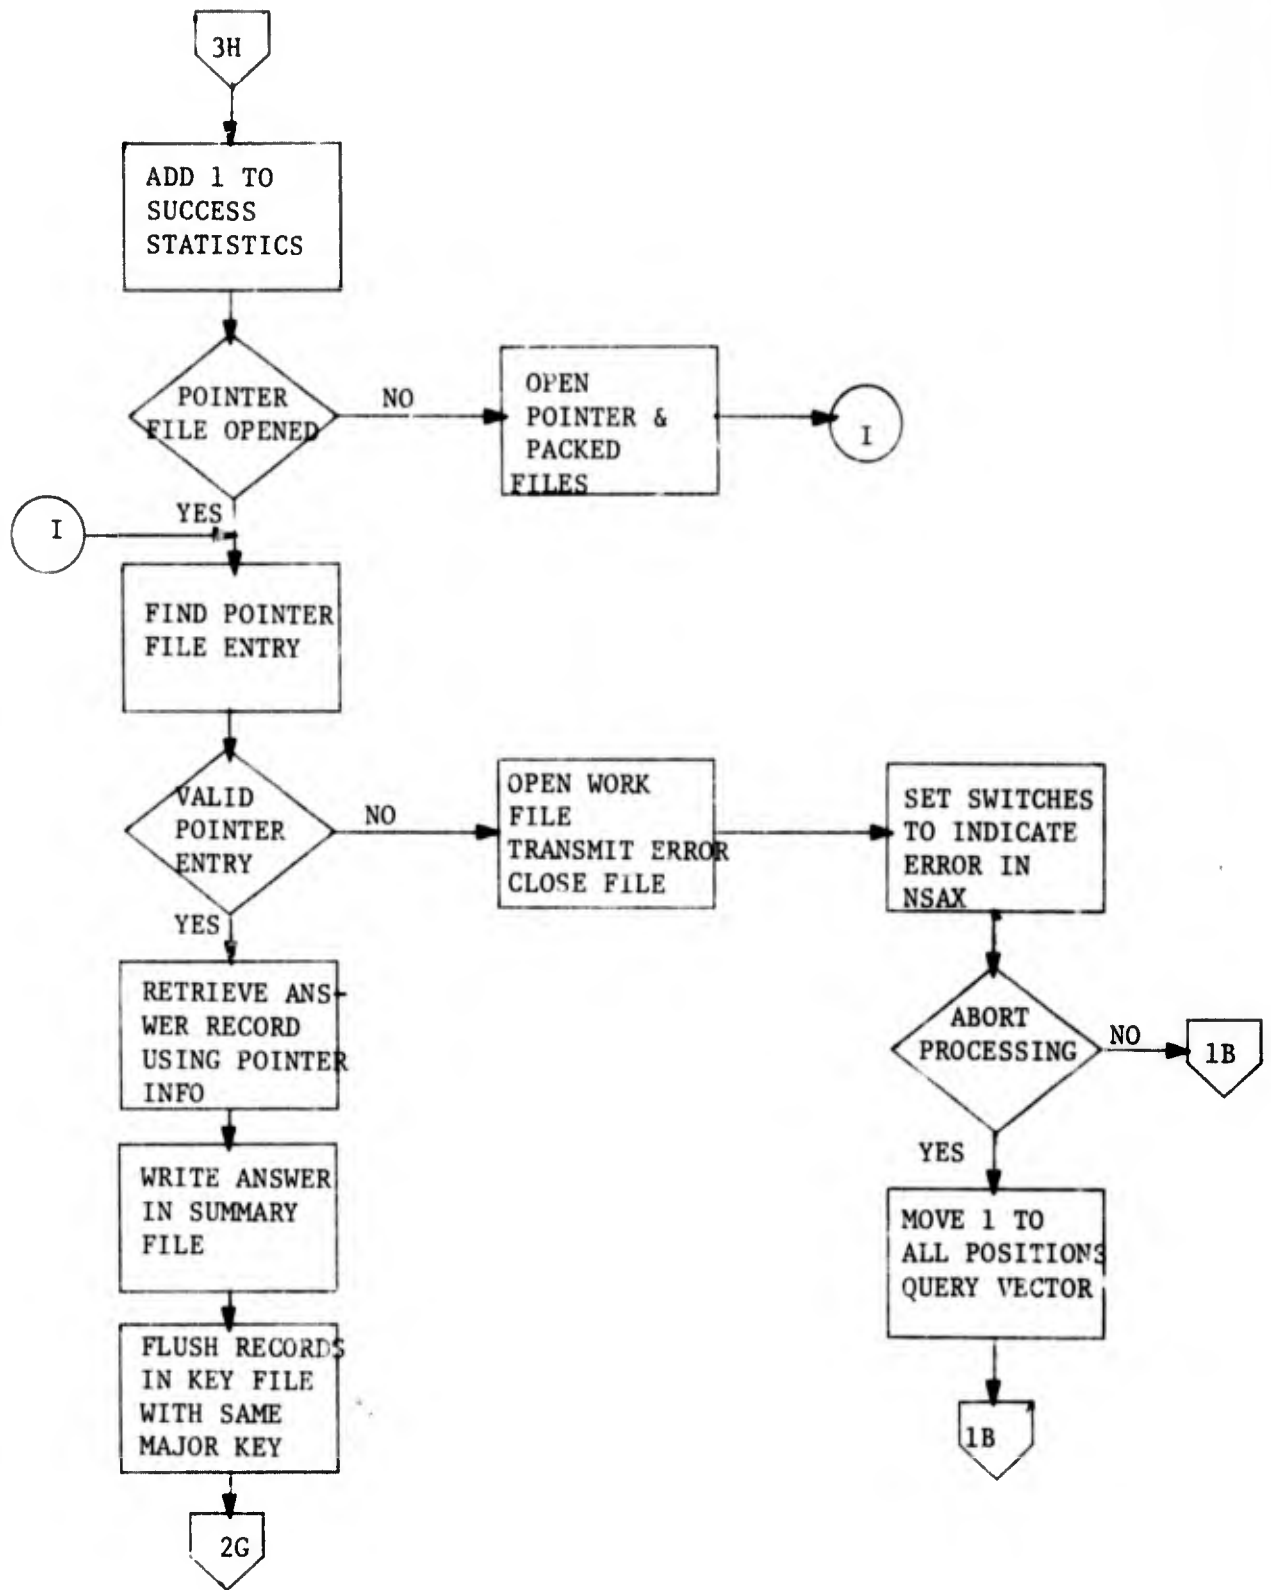 3H
ADD 1 TO
SUCCESS
STATISTICS
POINTER
FILE OPENED
NO
OPEN
POINTER &
PACKED
FILES
I
YES
I
FIND POINTER
FILE ENTRY
VALID
POINTER
ENTRY
NO
OPEN WORK
FILE
TRANSMIT ERROR
CLOSE FILE
SET SWITCHES
TO INDICATE
ERROR IN
NSAX
YES
RETRIEVE ANS-
WER RECORD
USING POINTER
INFO
ABORT
PROCESSING
NO
1B
WRITE ANSWER
IN SUMMARY
FILE
YES
MOVE 1 TO
ALL POSITIONS
QUERY VECTOR
FLUSH RECORDS
IN KEY FILE
WITH SAME
MAJOR KEY
1B
2G